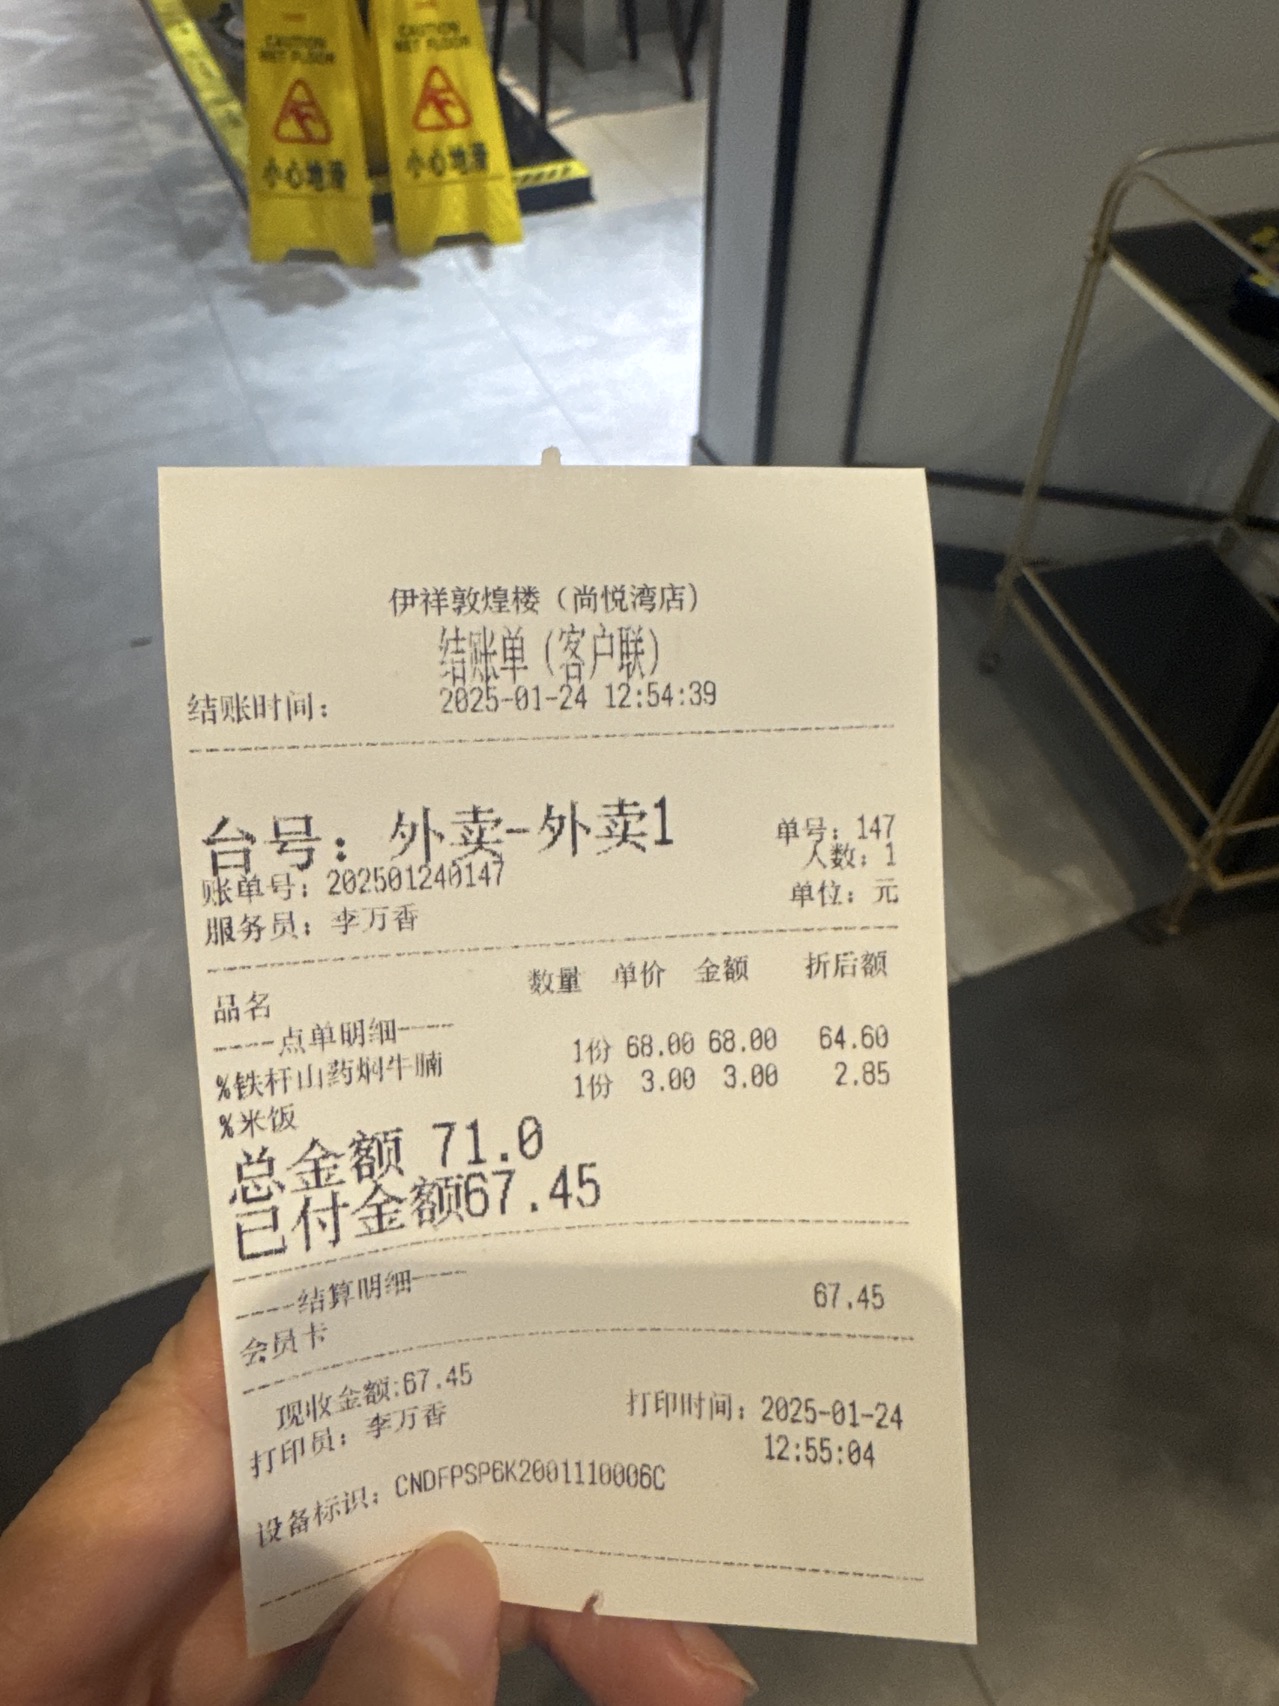 CAUTION
WET FLOOR
小心地滑
CAUTION
WET FLOOR
小心地滑
伊祥敦煌楼（尚悦湾店）
结账单（客户联）
结账时间： 2025-01-24 12:54:39
台号：外卖-外卖1 单号：147
人数：1
账单号：202501240147
服务员：李万香 单位：元
品名 数量 单价 金额 折后额
----点单明细----
%铁杆山药焖牛腩 1份 68.00 68.00 64.60
%米饭 1份 3.00 3.00 2.85
总金额 71.0
已付金额67.45
----结算明细----
会员卡 67.45
现收金额:67.45
打印员：李万香 打印时间：2025-01-24
12:55:04
设备标识：CNDFPSP6K2001110006C